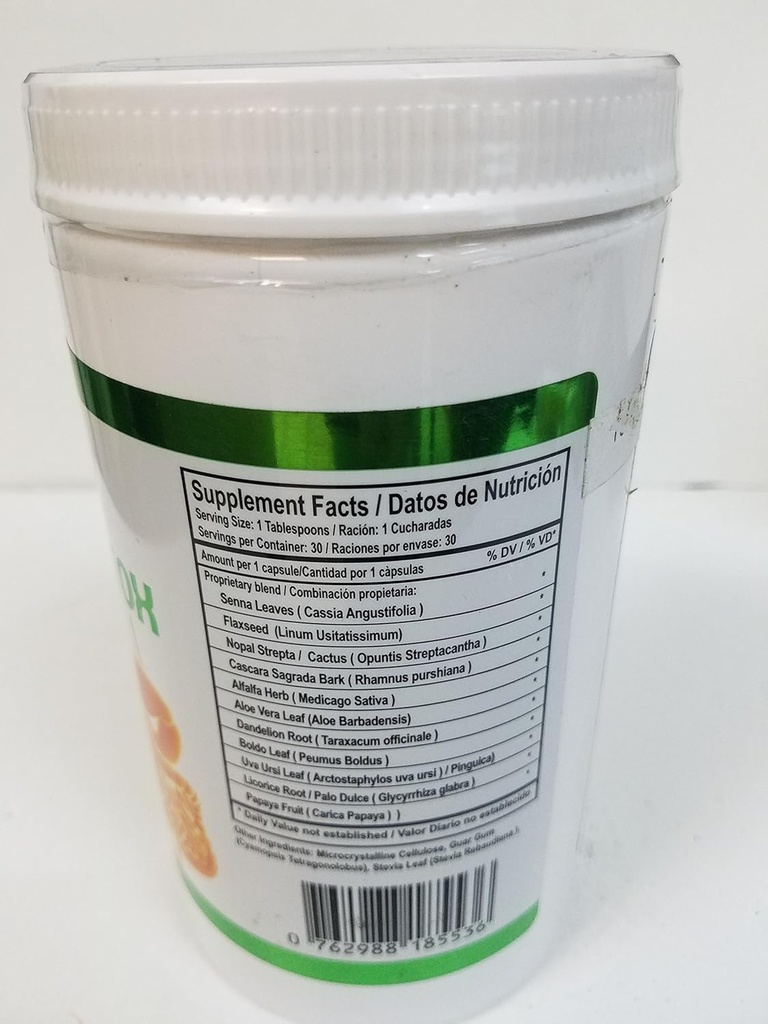 Supplement Facts / Datos de Nutrición
Serving Size: 1 Tablespoons / Ración: 1 Cucharadas
Servings per Container: 30 / Raciones por envase: 30
% DV / % VD*
Amount per 1 capsule/Cantidad por 1 càpsulas
Proprietary blend / Combinación propietaria: *
Senna Leaves ( Cassia Angustifolia ) *
Flaxseed (Linum Usitatissimum) *
Nopal Strepta / Cactus ( Opuntis Streptacantha ) *
Cascara Sagrada Bark ( Rhamnus purshiana ) *
Alfalfa Herb ( Medicago Sativa ) *
Aloe Vera Leaf (Aloe Barbadensis) *
Dandelion Root ( Taraxacum officinale ) *
Boldo Leaf ( Peumus Boldus ) *
Uva Ursi Leaf ( Arctostaphylos uva ursi ) / Pinguica) *
Licorice Root / Palo Dulce ( Glycyrrhiza glabra ) *
Papaya Fruit ( Carica Papaya ) )
* Daily Value not established / Valor Diario no establecido
Other Ingredients: Microcrystalline Cellulose, Guar Gum
(Cyamopsis Tetragonolobus), Stevia Leaf (Stevia Rebaudiana )
0 762988 185536
OX